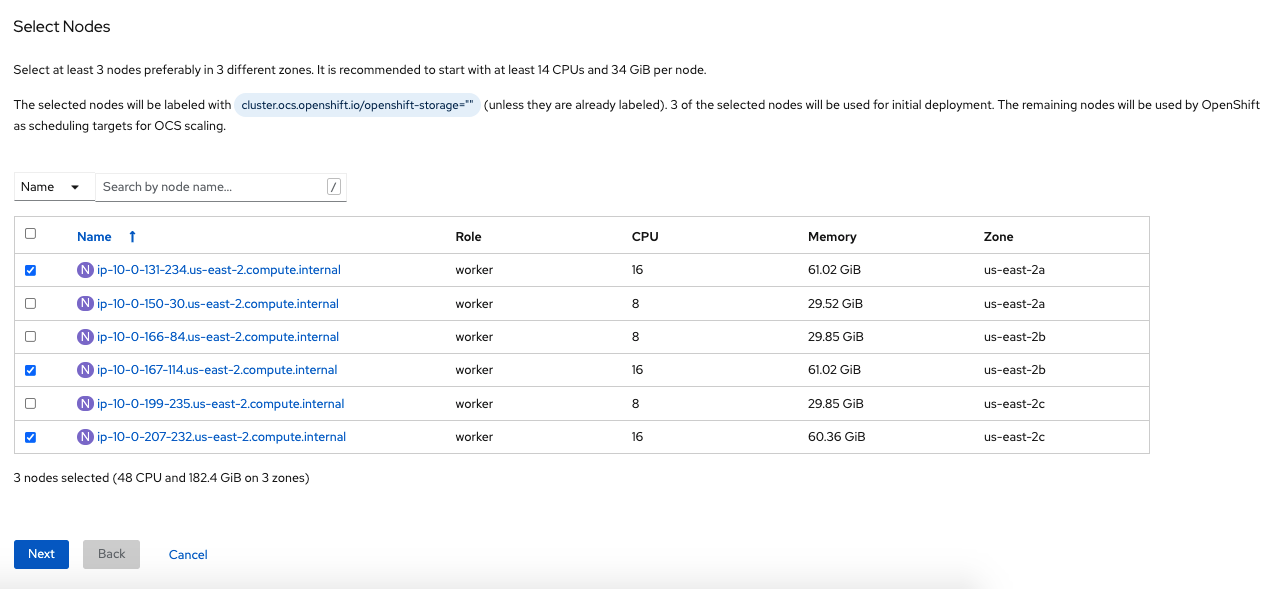 Select Nodes
Select at least 3 nodes preferably in 3 different zones. It is recommended to start with at least 14 CPUs and 34 GiB per node.
The selected nodes will be labeled with cluster.ocs.openshift.io/openshift-storage="" (unless they are already labeled). 3 of the selected nodes will be used for initial deployment. The remaining nodes will be used by OpenShift
as scheduling targets for OCS scaling.
Name Search by node name... /
Name Role CPU Memory Zone
N ip-10-0-131-234.us-east-2.compute.internal worker 16 61.02 GiB us-east-2a
N ip-10-0-150-30.us-east-2.compute.internal worker 8 29.52 GiB us-east-2a
N ip-10-0-166-84.us-east-2.compute.internal worker 8 29.85 GiB us-east-2b
N ip-10-0-167-114.us-east-2.compute.internal worker 16 61.02 GiB us-east-2b
N ip-10-0-199-235.us-east-2.compute.internal worker 8 29.85 GiB us-east-2c
N ip-10-0-207-232.us-east-2.compute.internal worker 16 60.36 GiB us-east-2c
3 nodes selected (48 CPU and 182.4 GiB on 3 zones)
Next Back Cancel